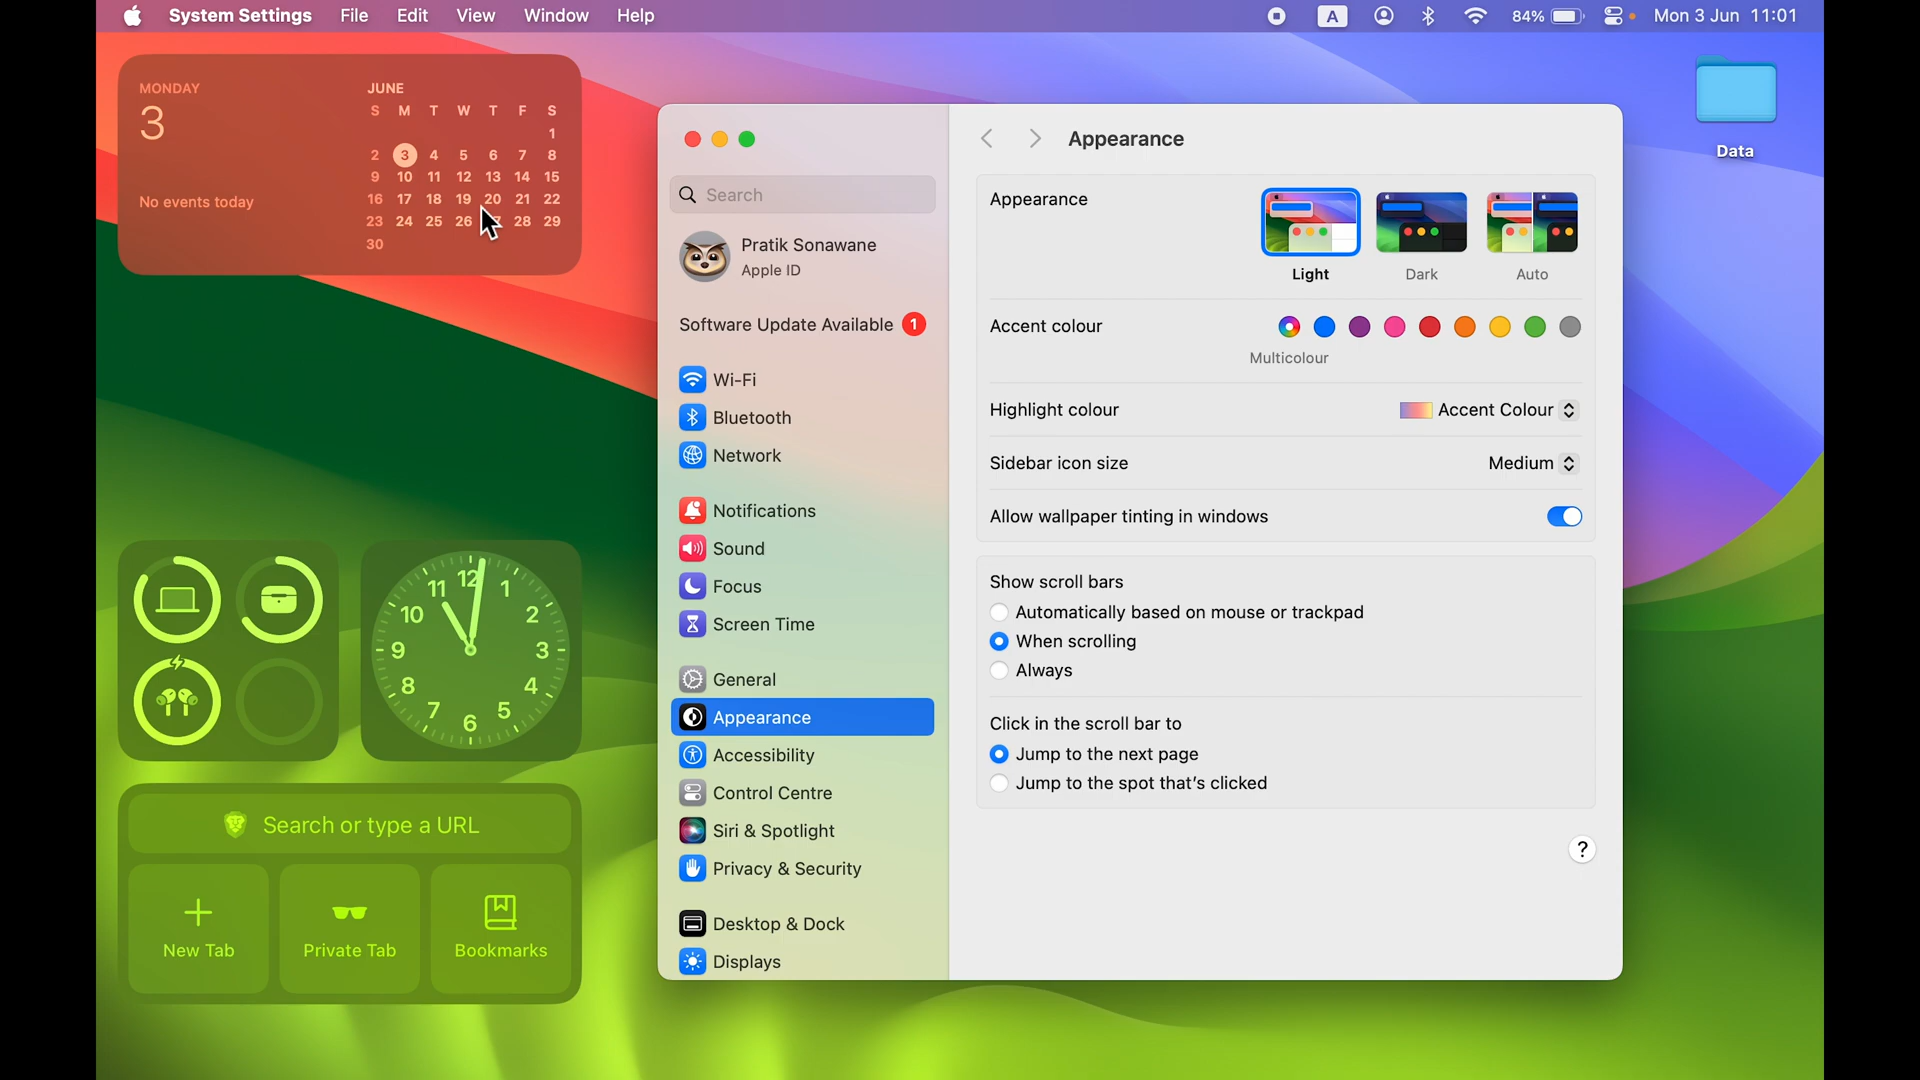 System Settings File Edit View Window Help A 84% Mon 3 Jun 11:01
MONDAY
3
No events today
JUNE
S M T W T F S
1
2 3 4 5 6 7 8
9 10 11 12 13 14 15
16 17 18 19 20 21 22
23 24 25 26 28 29
30
12 1 2 3 4 5 6 7 8 9 10 11
Search or type a URL
New Tab Private Tab Bookmarks
Search
Pratik Sonawane
Apple ID
Software Update Available 1
Wi-Fi
Bluetooth
Network
Notifications
Sound
Focus
Screen Time
General
Appearance
Accessibility
Control Centre
Siri & Spotlight
Privacy & Security
Desktop & Dock
Displays
Appearance
Appearance
Light Dark Auto
Accent colour
Multicolour
Highlight colour Accent Colour
Sidebar icon size Medium
Allow wallpaper tinting in windows
Show scroll bars
Automatically based on mouse or trackpad
When scrolling
Always
Click in the scroll bar to
Jump to the next page
Jump to the spot that's clicked
?
Data